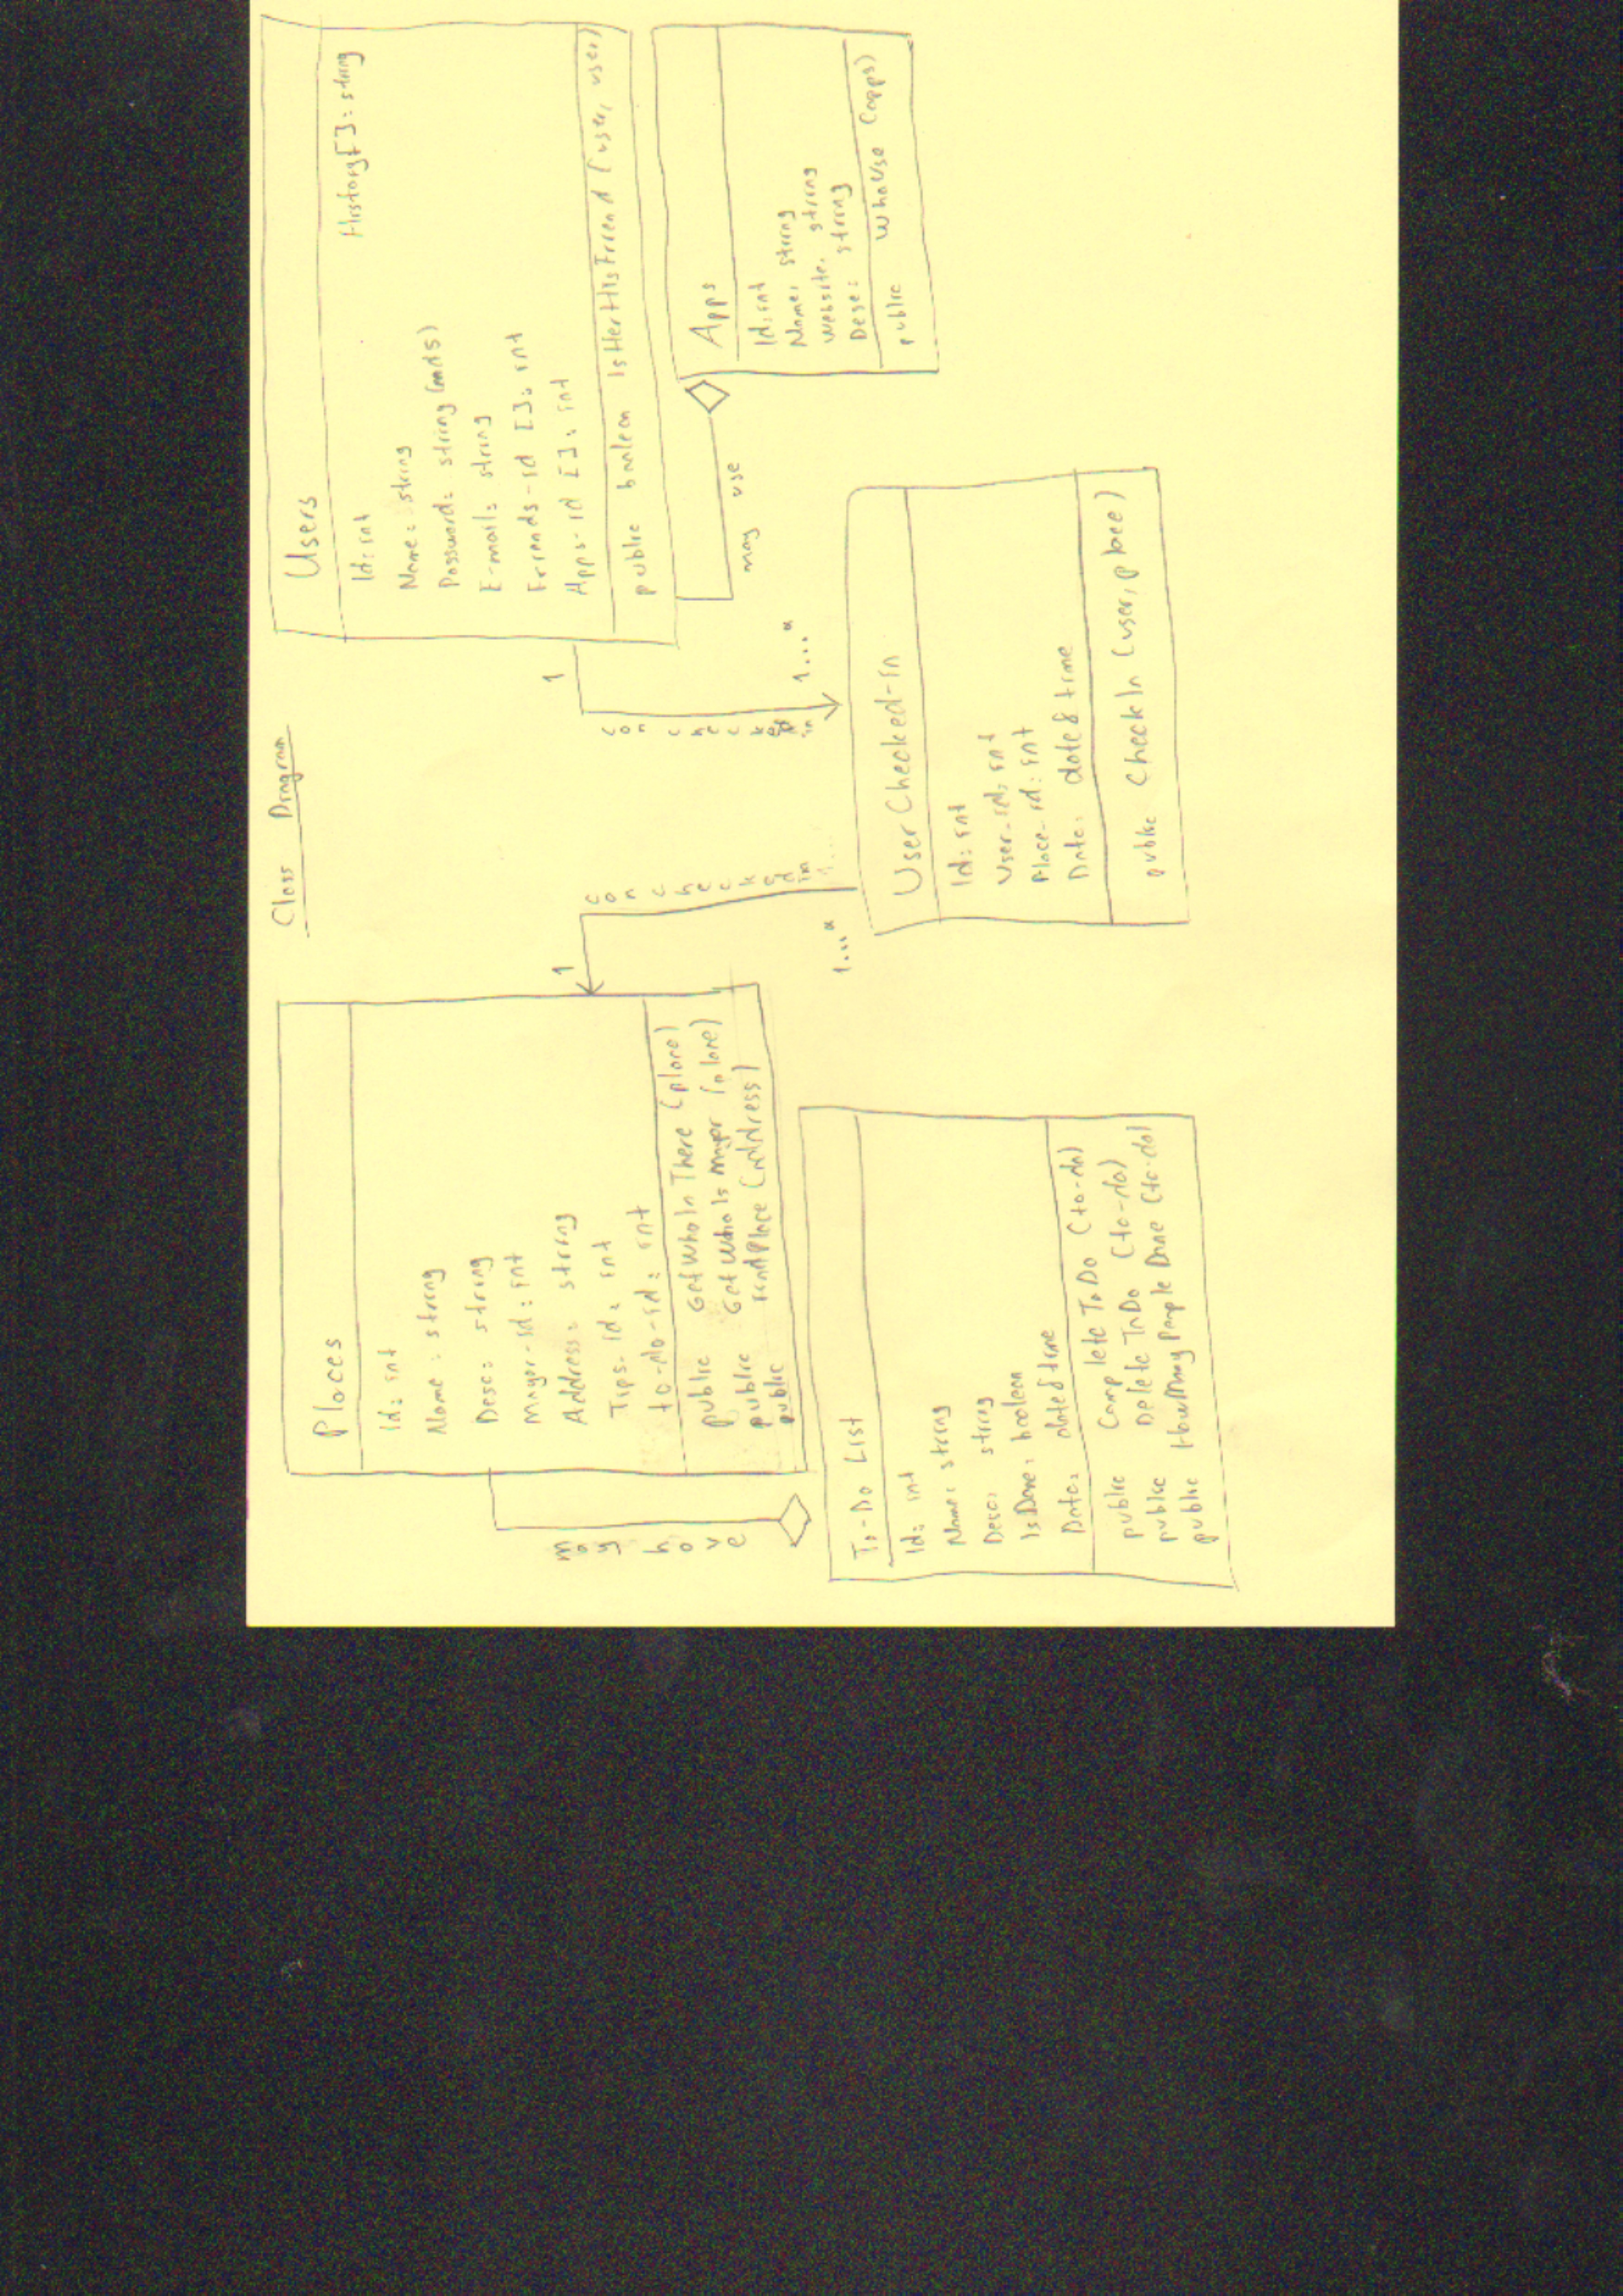 Class Diagram
Places
Id: int
Name: string
Desc: string
Mayor-id: int
Address: string
Tips-id: int
to-do-id: int
public GetWhoInThere (place)
public GetWhoIsMayor (place)
public FindPlace (address)
may have
To-Do List
Id: int
Name: string
Desc: string
IsDone: boolean
Date: date & time
public CompleteToDo (to-do)
public DeleteToDo (to-do)
public HowManyPeopleDone (to-do)
1
can checked in
1...*
User Checked-in
Id: int
User-id: int
Place-id: int
Date: date & time
public CheckIn (user, place)
1
can checked in
1...*
Users
Id: int
History[]: string
Name: string
Password: string (md5)
E-mail: string
Friends-id []: int
Apps-id []: int
public boolean IsHerHisFriend (user, user)
may use
Apps
Id: int
Name: string
Website: string
Desc: string
public WhoUse (apps)